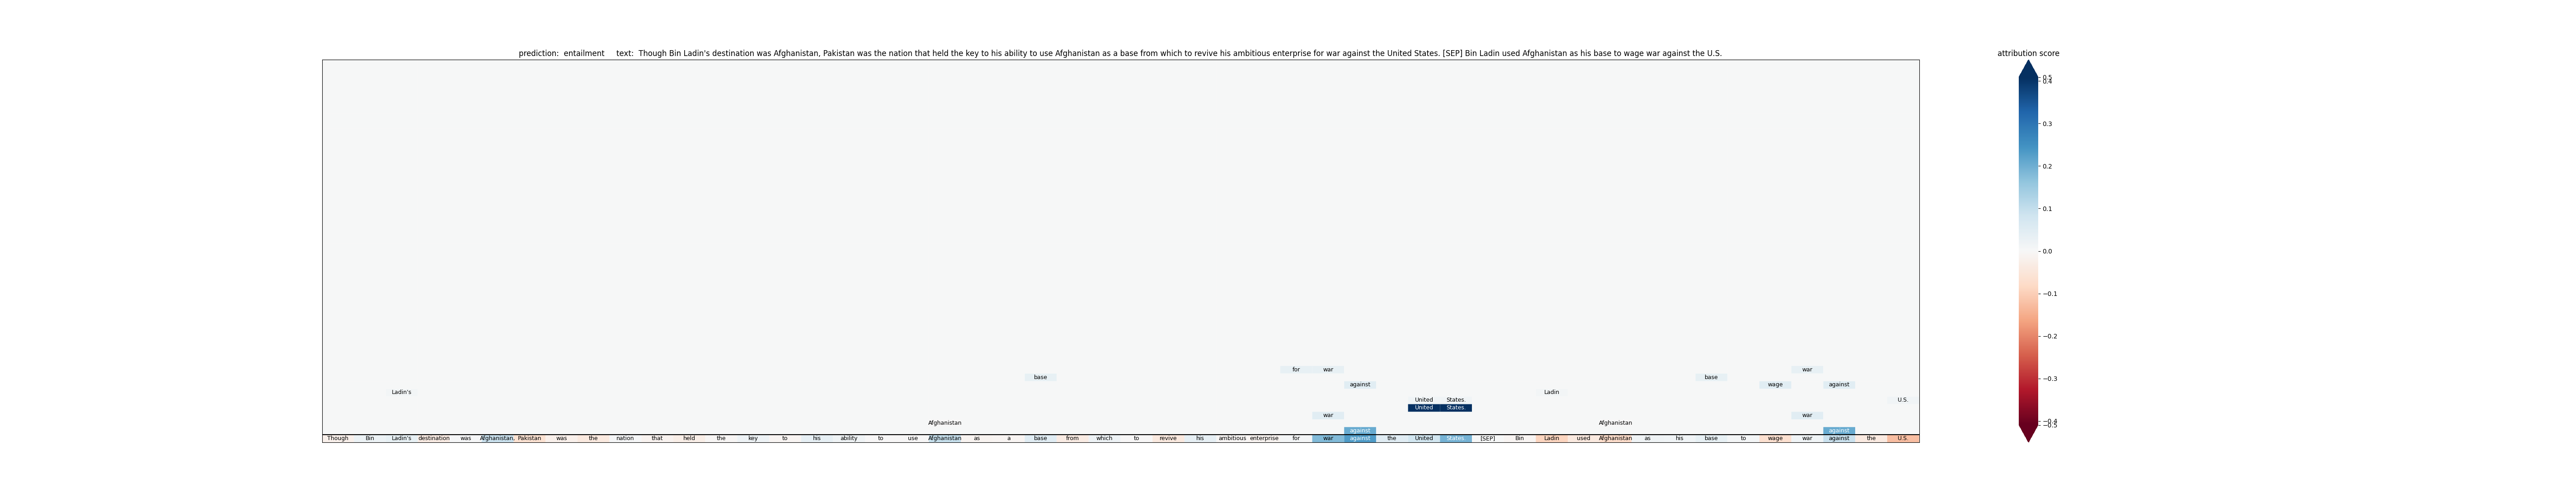 prediction:  entailment     text:  Though Bin Ladin's destination was Afghanistan, Pakistan was the nation that held the key to his ability to use Afghanistan as a base from which to revive his ambitious enterprise for war against the United States. [SEP] Bin Ladin used Afghanistan as his base to wage war against the U.S.
attribution score
0.5
0.4
0.3
0.2
0.1
0.0
−0.1
−0.2
−0.3
−0.4
−0.5
for war war
base base
against wage against
Ladin's Ladin
United States. U.S.
United States.
war war
Afghanistan Afghanistan
against against
Though Bin Ladin's destination was Afghanistan, Pakistan was the nation that held the key to his ability to use Afghanistan as a base from which to revive his ambitious enterprise for war against the United States. [SEP] Bin Ladin used Afghanistan as his base to wage war against the U.S.